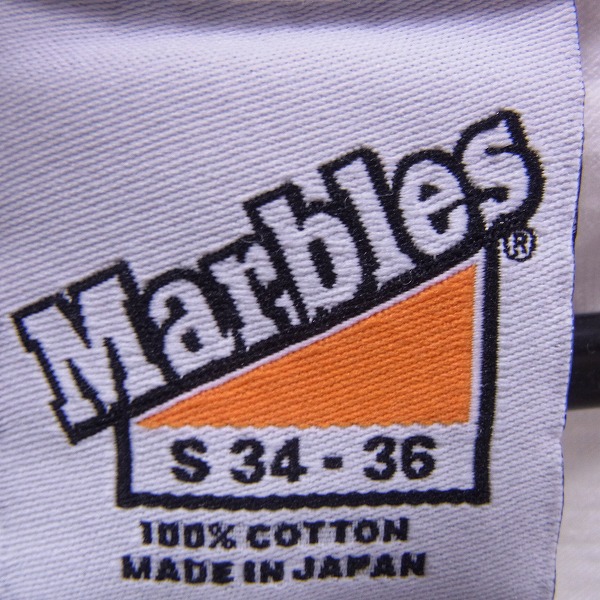 Marbles®
S 34 - 36
100% COTTON
MADE IN JAPAN